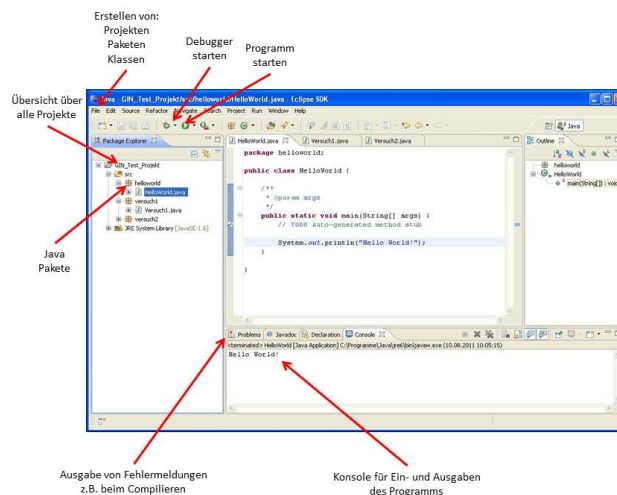 Erstellen von:
Projekten
Paketen
Klassen
Debugger
starten
Programm
starten
Übersicht über
alle Projekte
Java
Pakete
Java - GIN_Test_Projekt/src/helloworld/HelloWorld.java - Eclipse SDK
File Edit Source Refactor Navigate Search Project Run Window Help
Java
Package Explorer
GIN_Test_Projekt
src
helloworld
HelloWorld.java
versuch1
Versuch1.java
versuch2
JRE System Library [JavaSE-1.6]
HelloWorld.java Versuch1.java Versuch2.java
package helloworld;
public class HelloWorld {
/**
* @param args
*/
public static void main(String[] args) {
// TODO Auto-generated method stub
System.out.println("Hello World!");
}
}
Outline
helloworld
HelloWorld
main(String[]) : void
Problems Javadoc Declaration Console
<terminated> HelloWorld [Java Application] C:\Programme\Java\jre6\bin\javaw.exe (10.08.2011 10:05:15)
Hello World!
Ausgabe von Fehlermeldungen
z.B. beim Compilieren
Konsole für Ein- und Ausgaben
des Programms